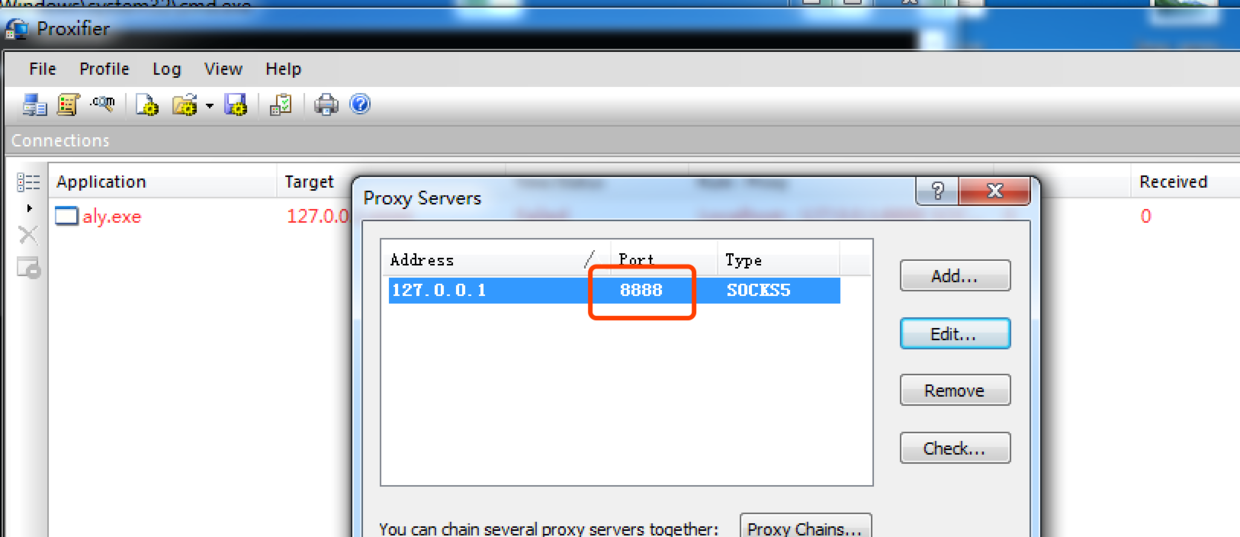 Windows\system32\cmd.exe
Proxifier
File Profile Log View Help
Connections
Application Target Received
aly.exe 127.0.0 0
Proxy Servers
Address / Port Type
127.0.0.1 8888 SOCKS5
Add...
Edit...
Remove
Check...
You can chain several proxy servers together: Proxy Chains...